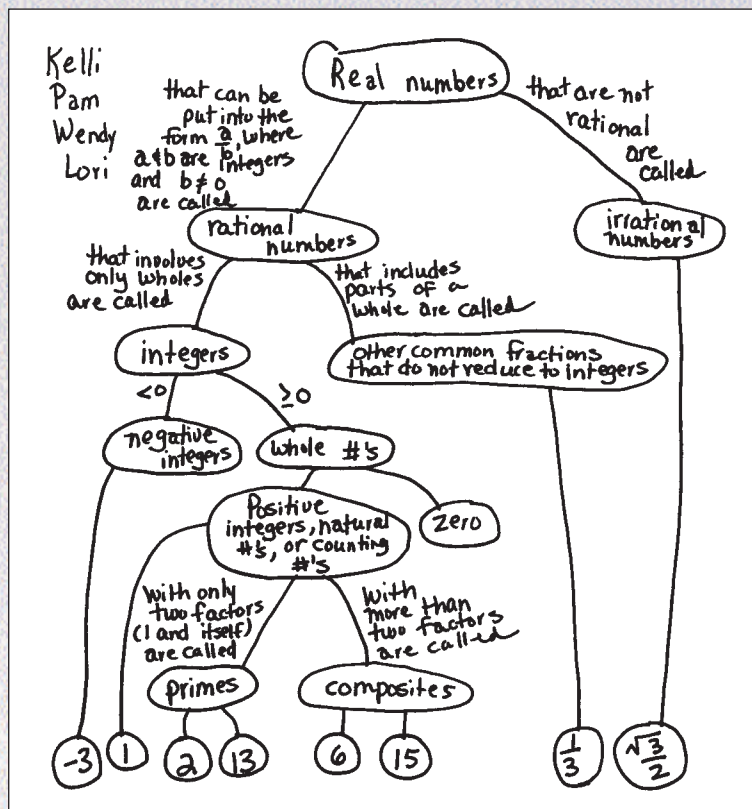 Kelli
Pam
Wendy
Lori
Real numbers
that can be
put into the
form a/b, where
a & b are integers
and b ≠ 0
are called
that are not
rational
are
called
rational
numbers
irrational
numbers
that involves
only wholes
are called
that includes
parts of a
whole are called
integers
other common fractions
that do not reduce to integers
<0
≥0
negative
integers
whole #'s
Positive
integers, natural
#'s, or counting
#'s
zero
with only
two factors
(1 and itself)
are called
with
more than
two factors
are called
primes
composites
-3
1
2
13
6
15
1/3
√3/2